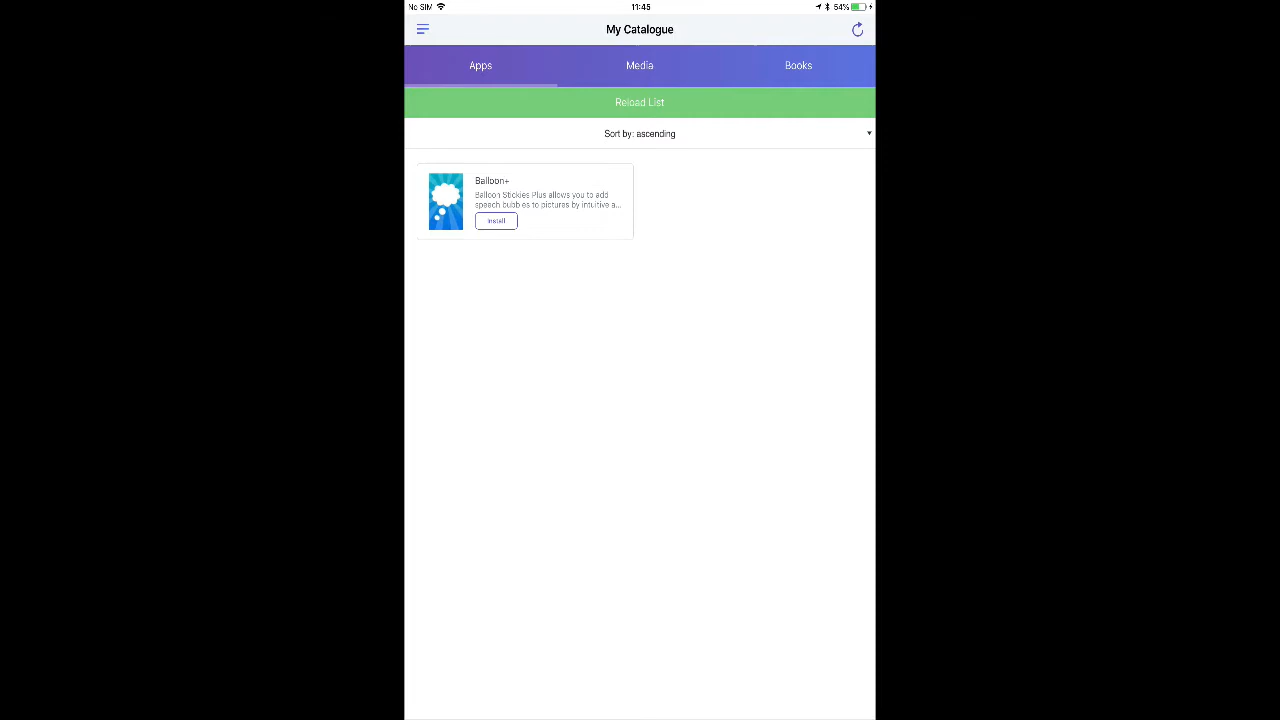 No SIM 11:45 54%
My Catalogue
Apps Media Books
Reload List
Sort by: ascending
Balloon+
Balloon Stickies Plus allows you to add
speech bubbles to pictures by intuitive a...
Install